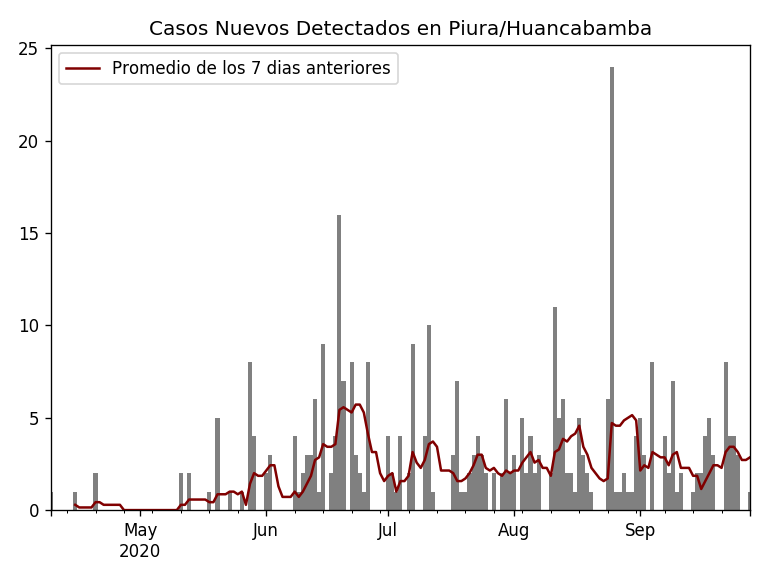 Casos Nuevos Detectados en Piura/Huancabamba
Promedio de los 7 dias anteriores
25
20
15
10
5
0
May Jun Jul Aug Sep
2020